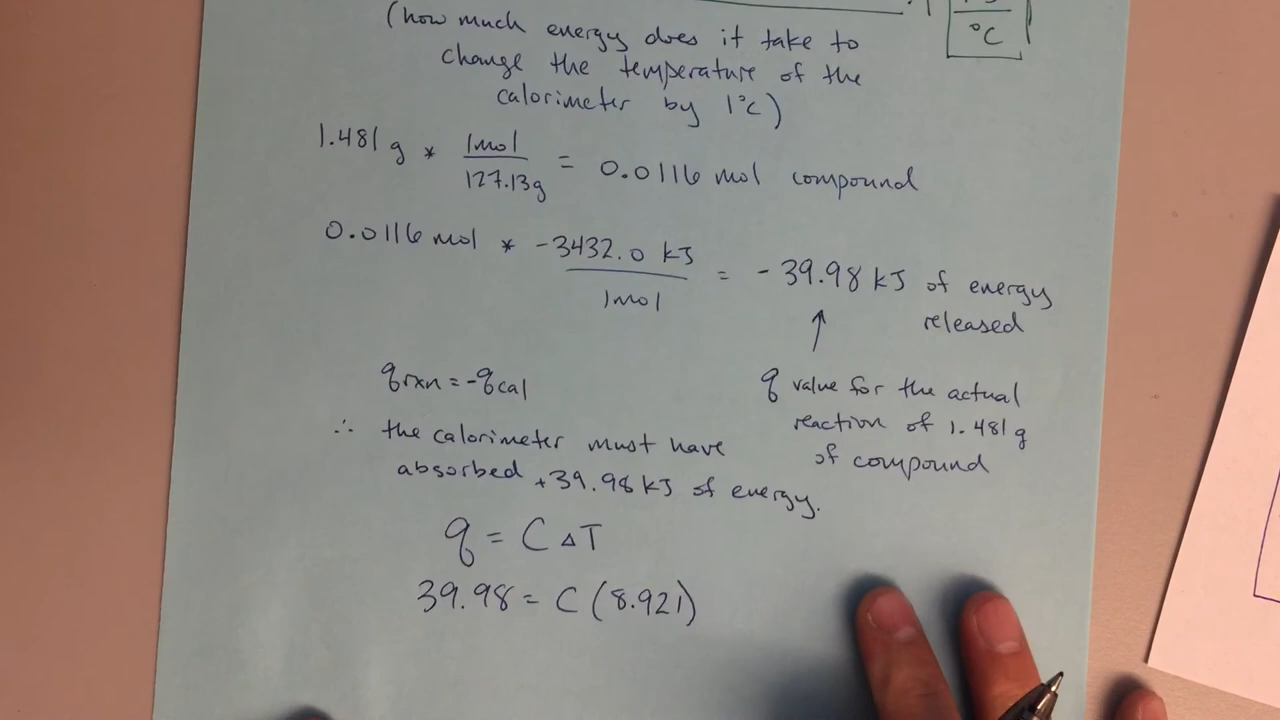 °C
(how much energy does it take to
change the temperature of the
calorimeter by 1°C)
1.481 g * 1mol / 127.13g = 0.0116 mol compound
0.0116 mol * -3432.0 kJ / 1mol = -39.98 kJ of energy
released
qrxn = -qcal
q value for the actual
reaction of 1.481g
of compound
∴ the calorimeter must have
absorbed +39.98 kJ of energy.
q = C ΔT
39.98 = C (8.921)